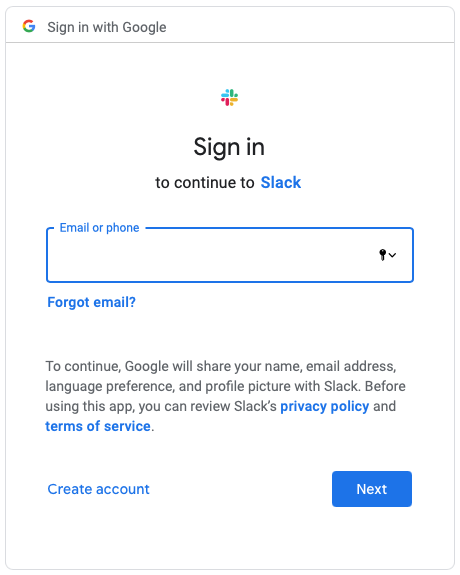 Sign in with Google
Sign in
to continue to Slack
Email or phone
Forgot email?
To continue, Google will share your name, email address,
language preference, and profile picture with Slack. Before
using this app, you can review Slack’s privacy policy and
terms of service.
Create account
Next